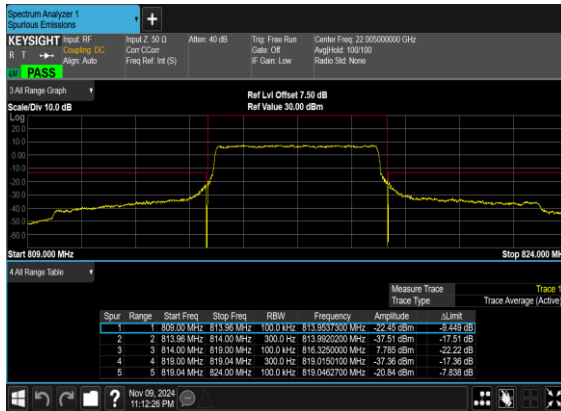 Spectrum Analyzer 1
Spurious Emissions
KEYSIGHT Input: RF Input Z: 50 Ω Atten: 40 dB Trig: Free Run Center Freq: 22.005000000 GHz
R T Coupling: DC Corr CCorr Gate: Off Avg|Hold: 100/100
Align: Auto Freq Ref: Int (S) IF Gain: Low Radio Std: None
PASS
3 All Range Graph Ref Lvl Offset 7.50 dB
Scale/Div 10.0 dB Ref Value 30.00 dBm
Log
20.0
10.0
0.00
-10.0
-20.0
-30.0
-40.0
-50.0
-60.0
Start 809.000 MHz Stop 824.000 MH
4 All Range Table
Measure Trace Trace 1
Trace Type Trace Average (Active)
Spur Range Start Freq Stop Freq RBW Frequency Amplitude ΔLimit
1 1 809.00 MHz 813.96 MHz 100.0 kHz 813.9537300 MHz -22.45 dBm -9.449 dB
2 2 813.96 MHz 814.00 MHz 300.0 Hz 813.9920200 MHz -37.51 dBm -17.51 dB
3 3 814.00 MHz 819.00 MHz 100.0 kHz 816.3250000 MHz 7.785 dBm -22.22 dB
4 4 819.00 MHz 819.04 MHz 300.0 Hz 819.0150100 MHz -37.36 dBm -17.36 dB
5 5 819.04 MHz 824.00 MHz 100.0 kHz 819.0462700 MHz -20.84 dBm -7.838 dB
Nov 09, 2024
11:12:26 PM